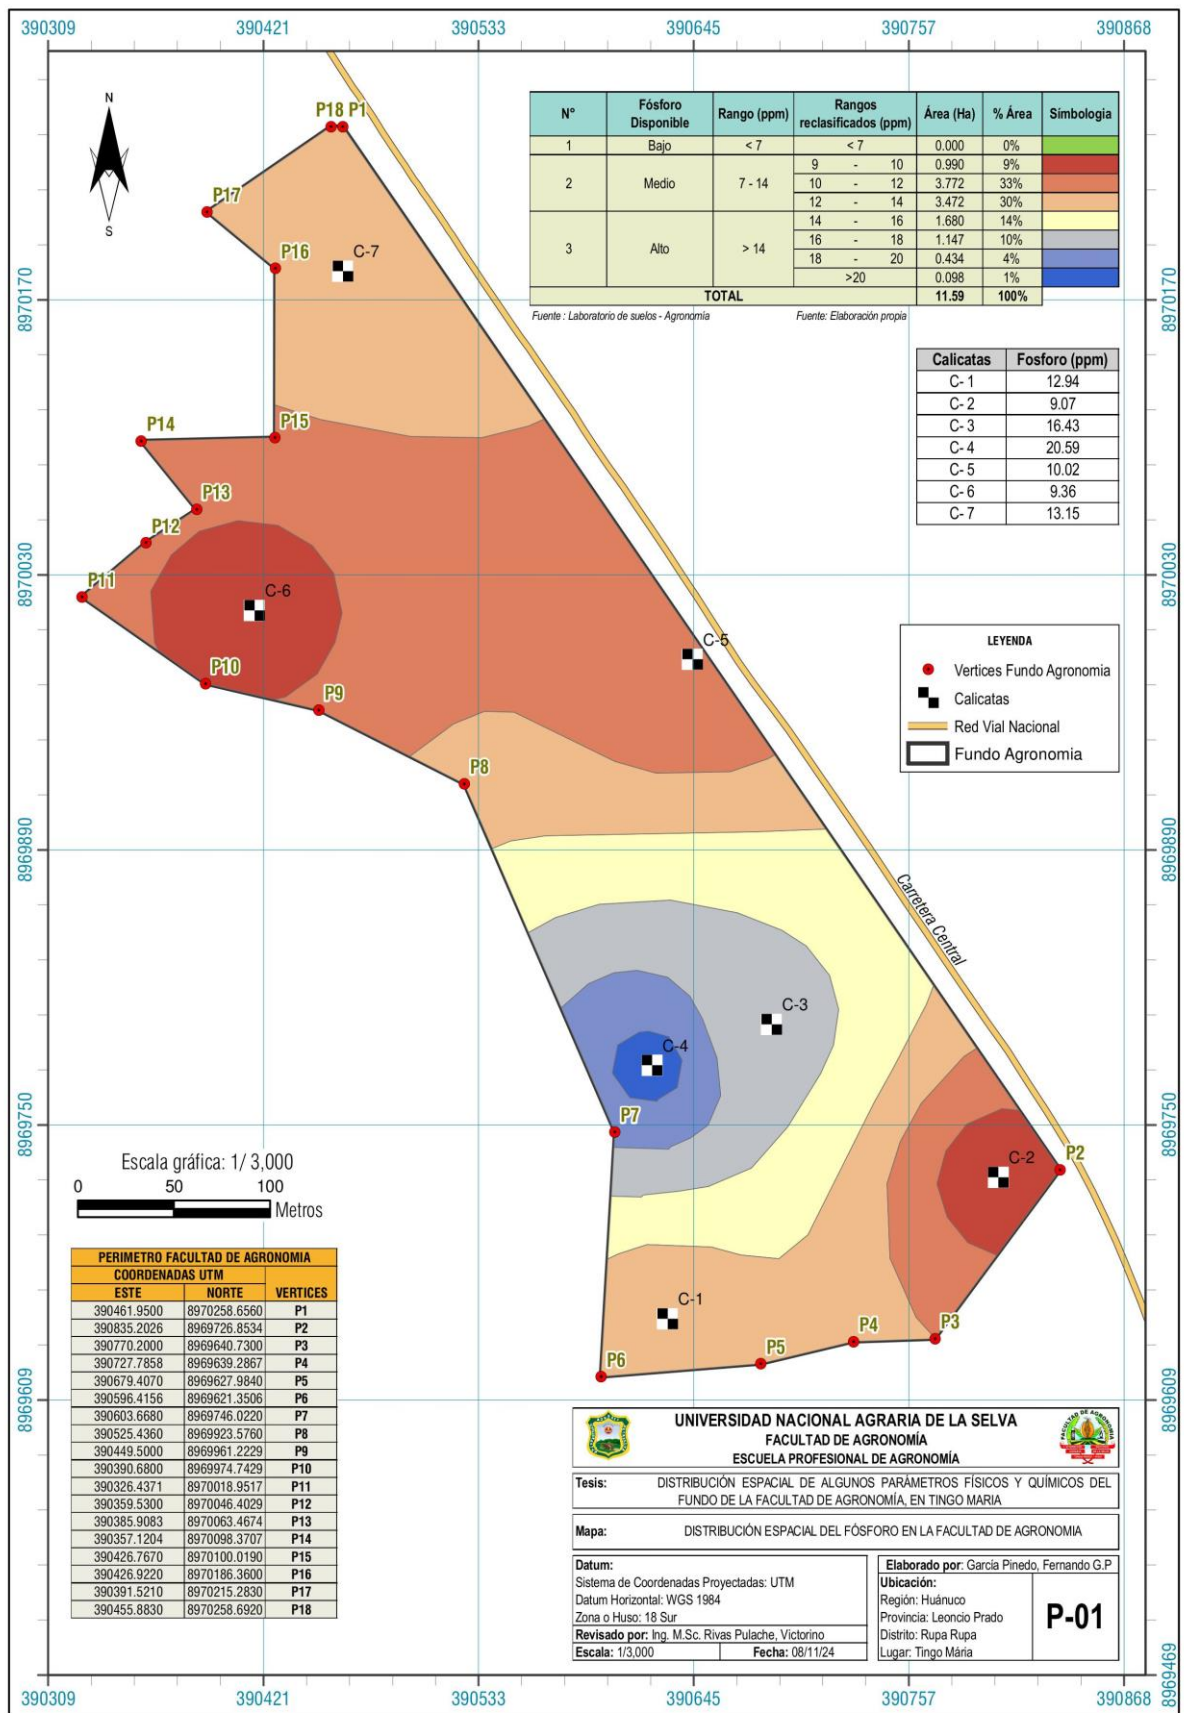 390309 390421 390533 390645 390757 390868
N
S
P18 P1
P17
P16
C-7
N° Fósforo Disponible Rango (ppm) Rangos reclasificados (ppm) Área (Ha) % Área Simbologia
1 Bajo < 7 < 7 0.000 0%
2 Medio 7 - 14 9 - 10 0.990 9%
10 - 12 3.772 33%
12 - 14 3.472 30%
3 Alto > 14 14 - 16 1.680 14%
16 - 18 1.147 10%
18 - 20 0.434 4%
>20 0.098 1%
TOTAL 11.59 100%
Fuente : Laboratorio de suelos - Agronomia Fuente: Elaboración propia
8970170 8970170
Calicatas Fosforo (ppm)
C- 1 12.94
C- 2 9.07
C- 3 16.43
C- 4 20.59
C- 5 10.02
C- 6 9.36
C- 7 13.15
P15
P14
P13
P12
P11
C-6
8970030 8970030
C-5
P10
P9
P8
LEYENDA
Vertices Fundo Agronomia
Calicatas
Red Vial Nacional
Fundo Agronomia
8969890 8969890
Carretera Central
C-3
C-4
P7
8969750 8969750
C-2
P2
C-1
P3
P4
P5
P6
Escala gráfica: 1/ 3,000
0 50 100
Metros
PERIMETRO FACULTAD DE AGRONOMIA
COORDENADAS UTM
ESTE NORTE VERTICES
390461.9500 8970258.6560 P1
390835.2026 8969726.8534 P2
390770.2000 8969640.7300 P3
390727.7858 8969639.2867 P4
390679.4070 8969627.9840 P5
390596.4156 8969621.3506 P6
390603.6680 8969746.0220 P7
390525.4360 8969923.5760 P8
390449.5000 8969961.2229 P9
390390.6800 8969974.7429 P10
390326.4371 8970018.9517 P11
390359.5300 8970046.4029 P12
390385.9083 8970063.4674 P13
390357.1204 8970098.3707 P14
390426.7670 8970100.0190 P15
390426.9220 8970186.3600 P16
390391.5210 8970215.2830 P17
390455.8830 8970258.6920 P18
8969609 8969609
UNIVERSIDAD NACIONAL AGRARIA DE LA SELVA
FACULTAD DE AGRONOMÍA
ESCUELA PROFESIONAL DE AGRONOMÍA
Tesis: DISTRIBUCIÓN ESPACIAL DE ALGUNOS PARÁMETROS FÍSICOS Y QUÍMICOS DEL
FUNDO DE LA FACULTAD DE AGRONOMÍA, EN TINGO MARIA
Mapa: DISTRIBUCIÓN ESPACIAL DEL FÓSFORO EN LA FACULTAD DE AGRONOMIA
Datum:
Sistema de Coordenadas Proyectadas: UTM
Datum Horizontal: WGS 1984
Zona o Huso: 18 Sur
Revisado por: Ing. M.Sc. Rivas Pulache, Victorino
Escala: 1/3,000 Fecha: 08/11/24
Elaborado por: García Pinedo, Fernando G.P
Ubicación:
Región: Huánuco
Provincia: Leoncio Prado
Distrito: Rupa Rupa
Lugar: Tingo Mária
P-01
8969469 8969469
390309 390421 390533 390645 390757 390868